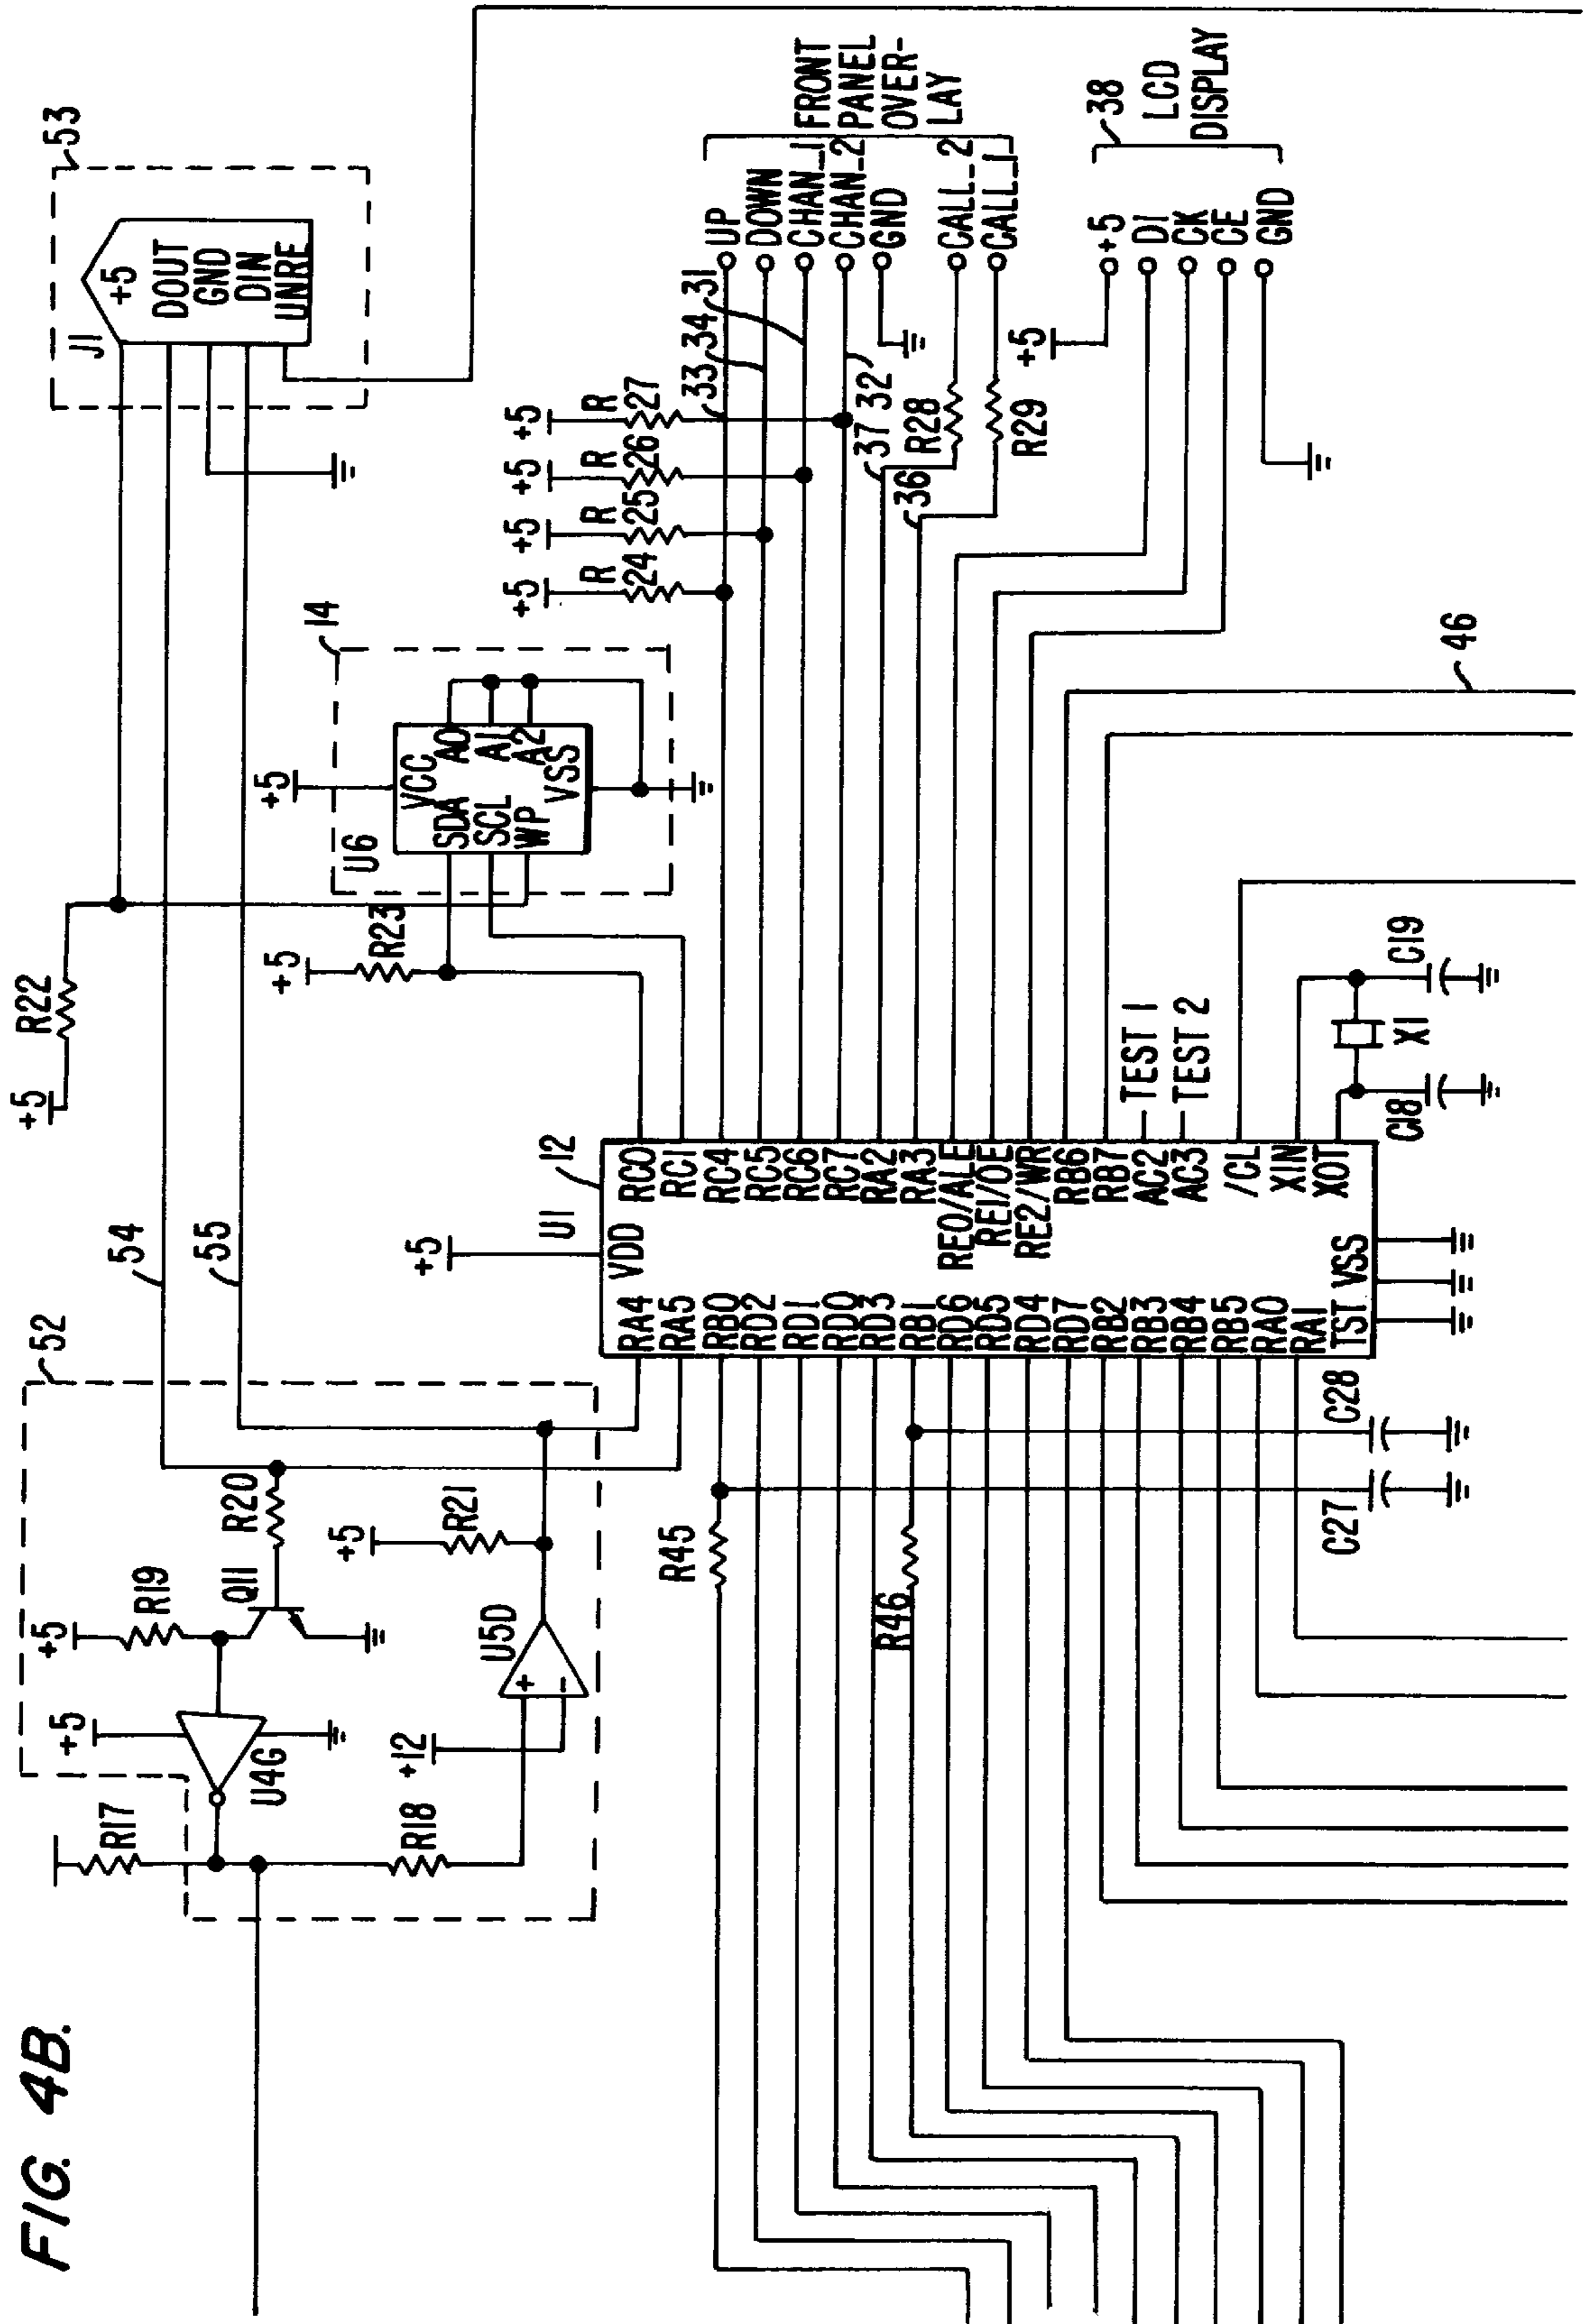 FIG. 4B.
52
53
54
55
+5
R22
J1
+5
DOUT
GND
DIN
UNRE
R17
+5
U4G
+5
R19
Q11
R20
R18
+12
U5D
+
-
+5
R21
+5
R23
14
+5
U6
VCC
SDA
SCL
WP
A0
A1
A2
VSS
+5
U1
12
VDD
RA4
RA5
RB0
RD2
RD1
RD0
RD3
RB1
RD6
RD5
RD4
RD7
RB2
RB3
RB4
RB5
RA0
RA1
TST
VSS
RC0
RC1
RC4
RC5
RC6
RC7
RA2
RA3
RE0/ALE
RE1/OE
RE2/WR
RB6
RB7
AC2
AC3
/CL
XIN
XOT
TEST 1
TEST 2
R45
R46
C27
C28
C18
X1
C19
+5
R
24
+5
R
25
+5
R
26
+5
R
27
33
34
31
37
32
36
R28
R29
UP
DOWN
CHAN_1
CHAN_2
GND
CALL_2
CALL_1
FRONT
PANEL
OVER-
LAY
+5
+5
DI
CK
CE
GND
38
LCD
DISPLAY
46